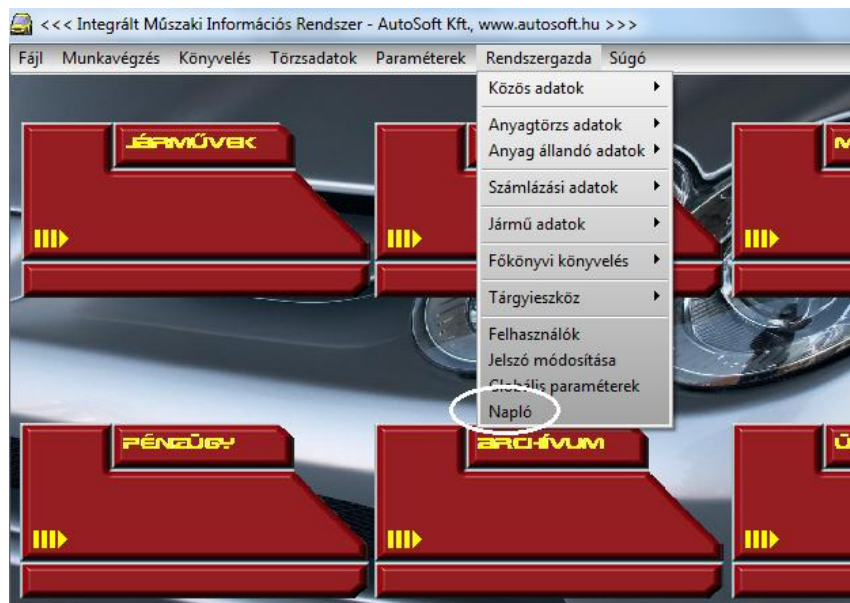 <<< Integrált Műszaki Információs Rendszer - AutoSoft Kft., www.autosoft.hu >>>
Fájl Munkavégzés Könyvelés Törzsadatok Paraméterek Rendszergazda Súgó
Közös adatok
Anyagtörzs adatok
Anyag állandó adatok
Számlázási adatok
Jármű adatok
Főkönyvi könyvelés
Tárgyieszköz
Felhasználók
Jelszó módosítása
Globális paraméterek
Napló
JÁRMŰVEK
PÉNZÜGY
ARCHÍVUM